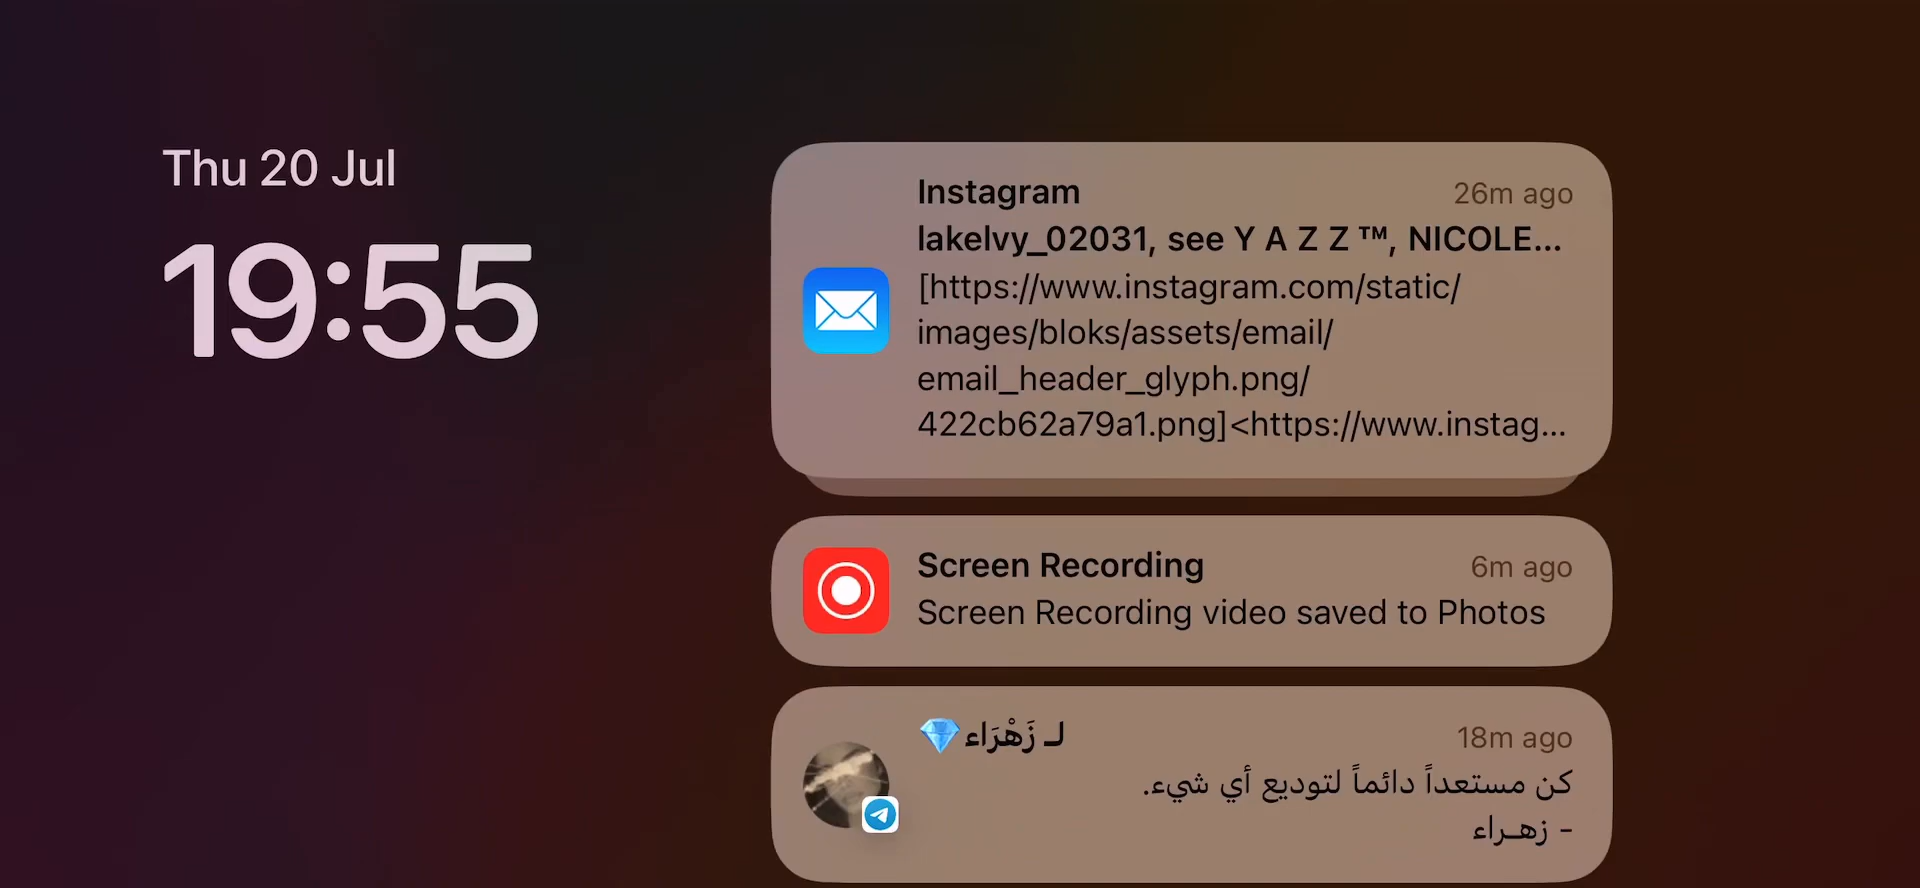 Thu 20 Jul
19:55
Instagram
26m ago
lakelvy_02031, see Y A Z Z ™, NICOLE...
[https://www.instagram.com/static/
images/bloks/assets/email/
email_header_glyph.png/
422cb62a79a1.png]<https://www.instag...
Screen Recording
6m ago
Screen Recording video saved to Photos
لـ زَهْرَاء💎
18m ago
كن مستعداً دائماً لتوديع أي شيء.
- زهـراء